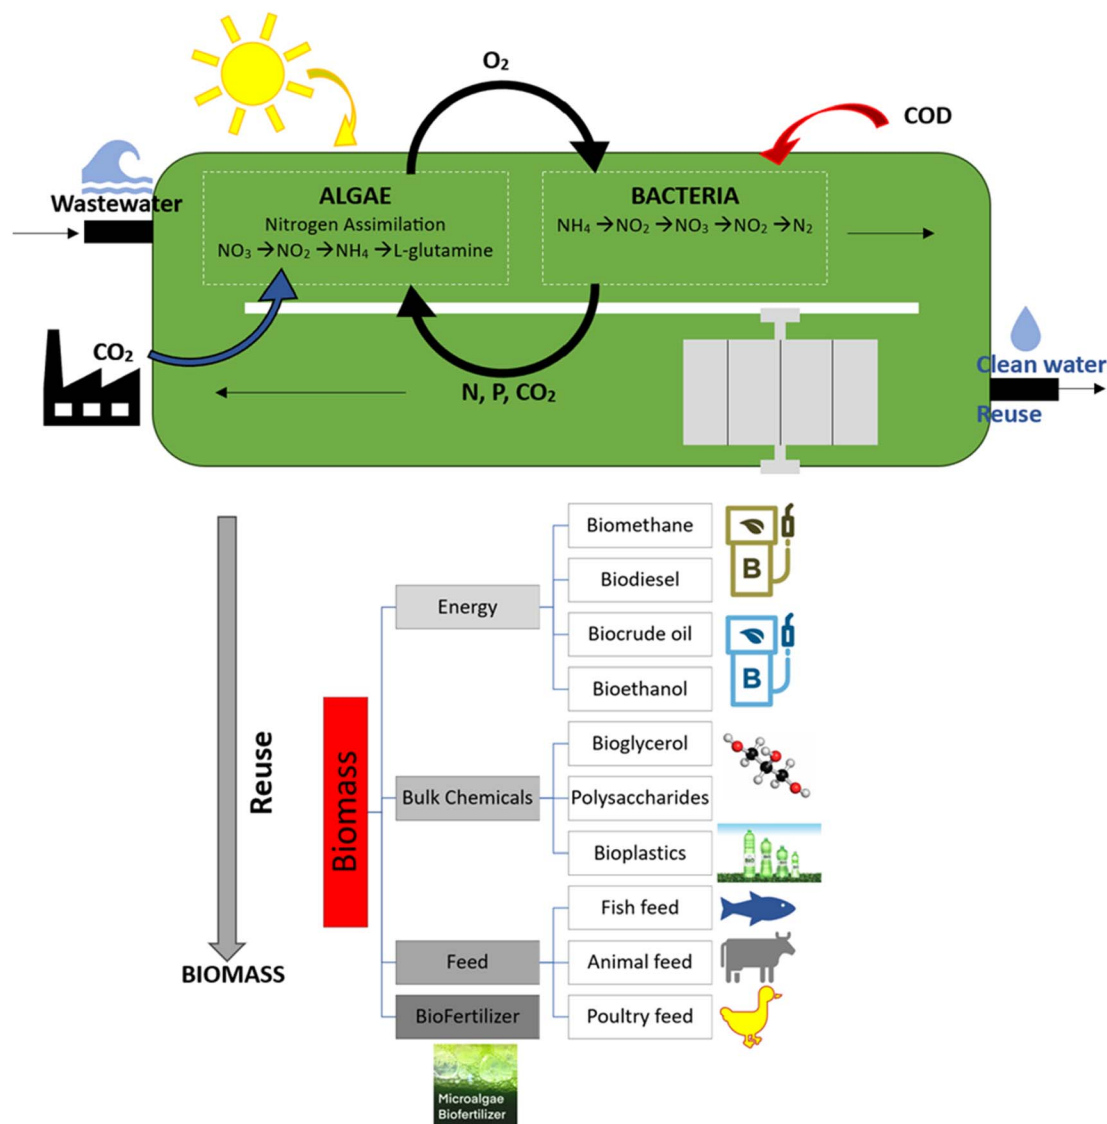 O₂
COD
Wastewater
ALGAE
Nitrogen Assimilation
NO₃ →NO₂ →NH₄ →L-glutamine
BACTERIA
NH₄ →NO₂ →NO₃ →NO₂ →N₂
CO₂
N, P, CO₂
Clean water
Reuse
Reuse
BIOMASS
Biomass
Energy
Biomethane
Biodiesel
Biocrude oil
Bioethanol
B
B
Bulk Chemicals
Bioglycerol
Polysaccharides
Bioplastics
Feed
Fish feed
Animal feed
Poultry feed
BioFertilizer
Microalgae
Biofertilizer